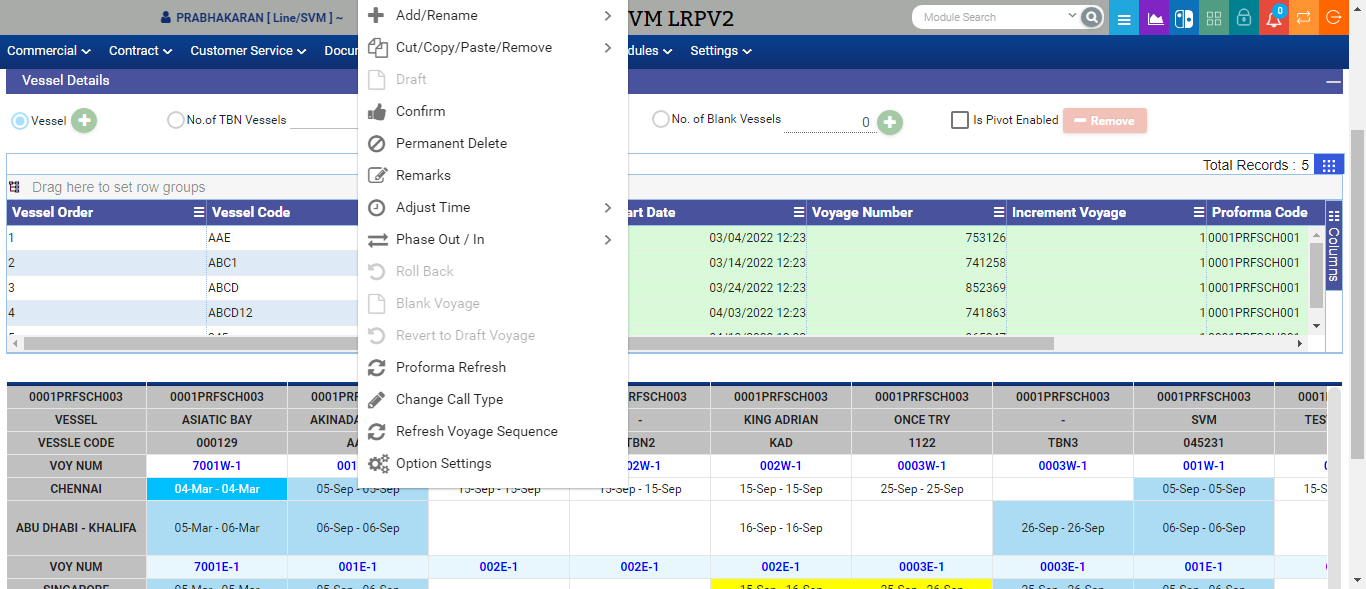 PRABHAKARAN [ Line/SVM ] ~
VM LRPV2
Module Search
0
Commercial
Contract
Customer Service
Settings
Add/Rename
Cut/Copy/Paste/Remove
Draft
Confirm
Permanent Delete
Remarks
Adjust Time
Phase Out / In
Roll Back
Blank Voyage
Revert to Draft Voyage
Proforma Refresh
Change Call Type
Refresh Voyage Sequence
Option Settings
Vessel Details
Vessel
No.of TBN Vessels
No. of Blank Vessels 0
Is Pivot Enabled
Remove
Total Records : 5
Drag here to set row groups
Vessel Order Vessel Code art Date Voyage Number Increment Voyage Proforma Code
Columns
1 AAE 03/04/2022 12:23 753126 1 0001PRFSCH001
2 ABC1 03/14/2022 12:23 741258 1 0001PRFSCH001
3 ABCD 03/24/2022 12:23 852369 1 0001PRFSCH001
4 ABCD12 04/03/2022 12:23 741863 1 0001PRFSCH001
0001PRFSCH003 0001PRFSCH003 0001PRF RFSCH003 0001PRFSCH003 0001PRFSCH003 0001PRFSCH003 0001PRFSCH003
VESSEL ASIATIC BAY AKINADA - KING ADRIAN ONCE TRY - SVM TES
VESSLE CODE 000129 TBN2 KAD 1122 TBN3 045231
VOY NUM 7001W-1 001 02W-1 002W-1 0003W-1 0003W-1 001W-1
CHENNAI 04-Mar - 04-Mar 05-Sep - 05-Sep 15-Sep - 15-Sep 15-Sep - 15-Sep 15-Sep - 15-Sep 25-Sep - 25-Sep 05-Sep - 05-Sep 15-S
ABU DHABI - KHALIFA 05-Mar - 06-Mar 06-Sep - 06-Sep 16-Sep - 16-Sep 26-Sep - 26-Sep 06-Sep - 06-Sep
VOY NUM 7001E-1 001E-1 002E-1 002E-1 002E-1 0003E-1 0003E-1 001E-1